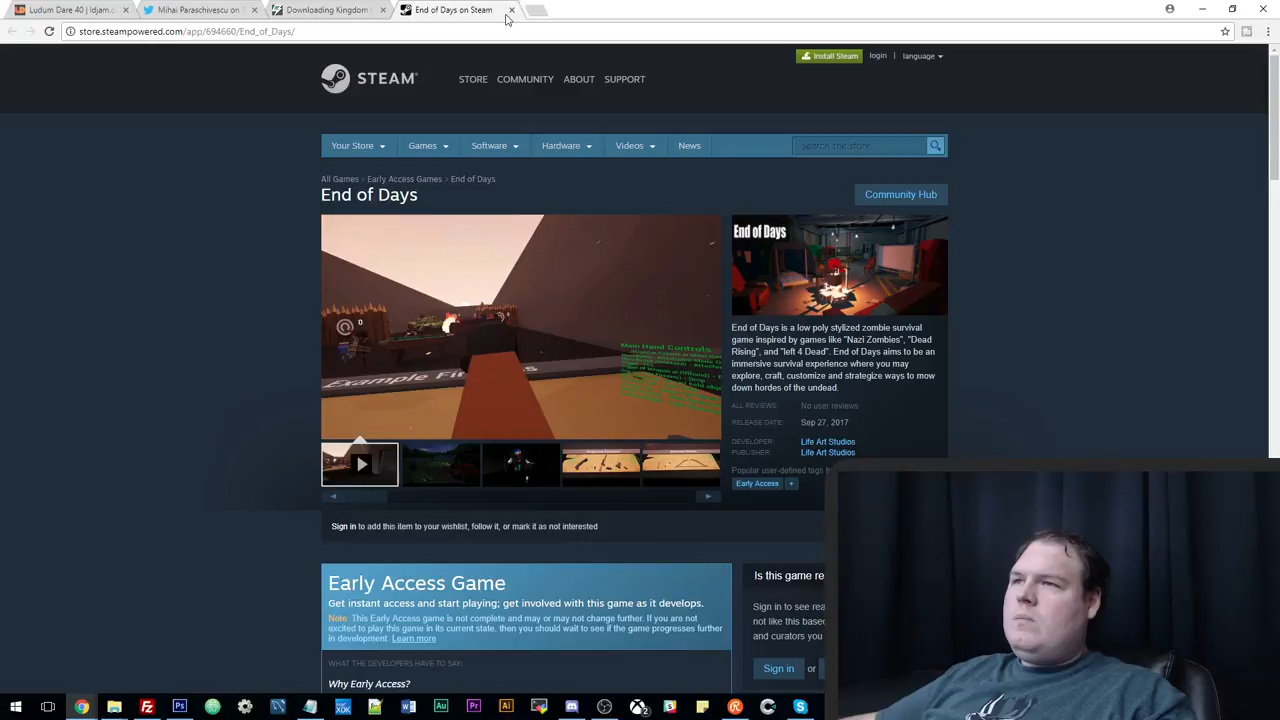 Ludum Dare 40 | ldjam.c
Mihai Paraschivescu on T
Downloading Kingdom
End of Days on Steam
store.steampowered.com/app/694660/End_of_Days/
Install Steam
login
language
STEAM
STORE
COMMUNITY
ABOUT
SUPPORT
Your Store
Games
Software
Hardware
Videos
News
search the store
All Games > Early Access Games > End of Days
End of Days
Community Hub
End of Days
Main Hand Controls
0
End of Days is a low poly stylized zombie survival
game inspired by games like "Nazi Zombies", "Dead
Rising", and "left 4 Dead". End of Days aims to be an
immersive survival experience where you may
explore, craft, customize and strategize ways to mow
down hordes of the undead.
ALL REVIEWS: No user reviews
RELEASE DATE: Sep 27, 2017
DEVELOPER: Life Art Studios
PUBLISHER: Life Art Studios
Popular user-defined tags
Early Access +
Sign in to add this item to your wishlist, follow it, or mark it as not interested
Early Access Game
Get instant access and start playing; get involved with this game as it develops.
Note: This Early Access game is not complete and may or may not change further. If you are
excited to play this game in its current state, then you should wait to see if the game progresses further
in development. Learn more
WHAT THE DEVELOPERS HAVE TO SAY:
Why Early Access?
Is this game re
Sign in to see rea
not like this based
and curators you
Sign in or